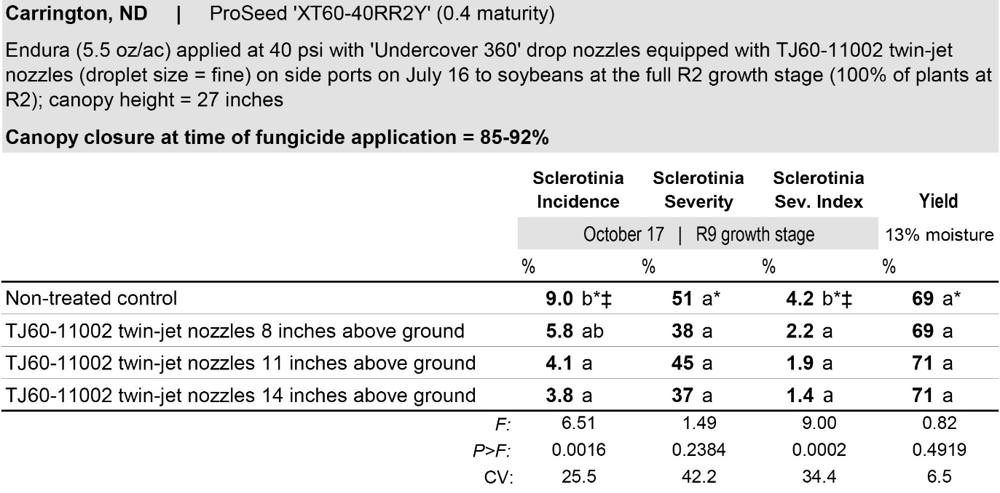 Carrington, ND | ProSeed 'XT60-40RR2Y' (0.4 maturity)
Endura (5.5 oz/ac) applied at 40 psi with 'Undercover 360' drop nozzles equipped with TJ60-11002 twin-jet
nozzles (droplet size = fine) on side ports on July 16 to soybeans at the full R2 growth stage (100% of plants at
R2); canopy height = 27 inches
Canopy closure at time of fungicide application = 85-92%
Sclerotinia Sclerotinia Sclerotinia
Incidence Severity Sev. Index Yield
October 17 | R9 growth stage 13% moisture
% % % %
Non-treated control 9.0 b*‡ 51 a* 4.2 b*‡ 69 a*
TJ60-11002 twin-jet nozzles 8 inches above ground 5.8 ab 38 a 2.2 a 69 a
TJ60-11002 twin-jet nozzles 11 inches above ground 4.1 a 45 a 1.9 a 71 a
TJ60-11002 twin-jet nozzles 14 inches above ground 3.8 a 37 a 1.4 a 71 a
F: 6.51 1.49 9.00 0.82
P>F: 0.0016 0.2384 0.0002 0.4919
CV: 25.5 42.2 34.4 6.5